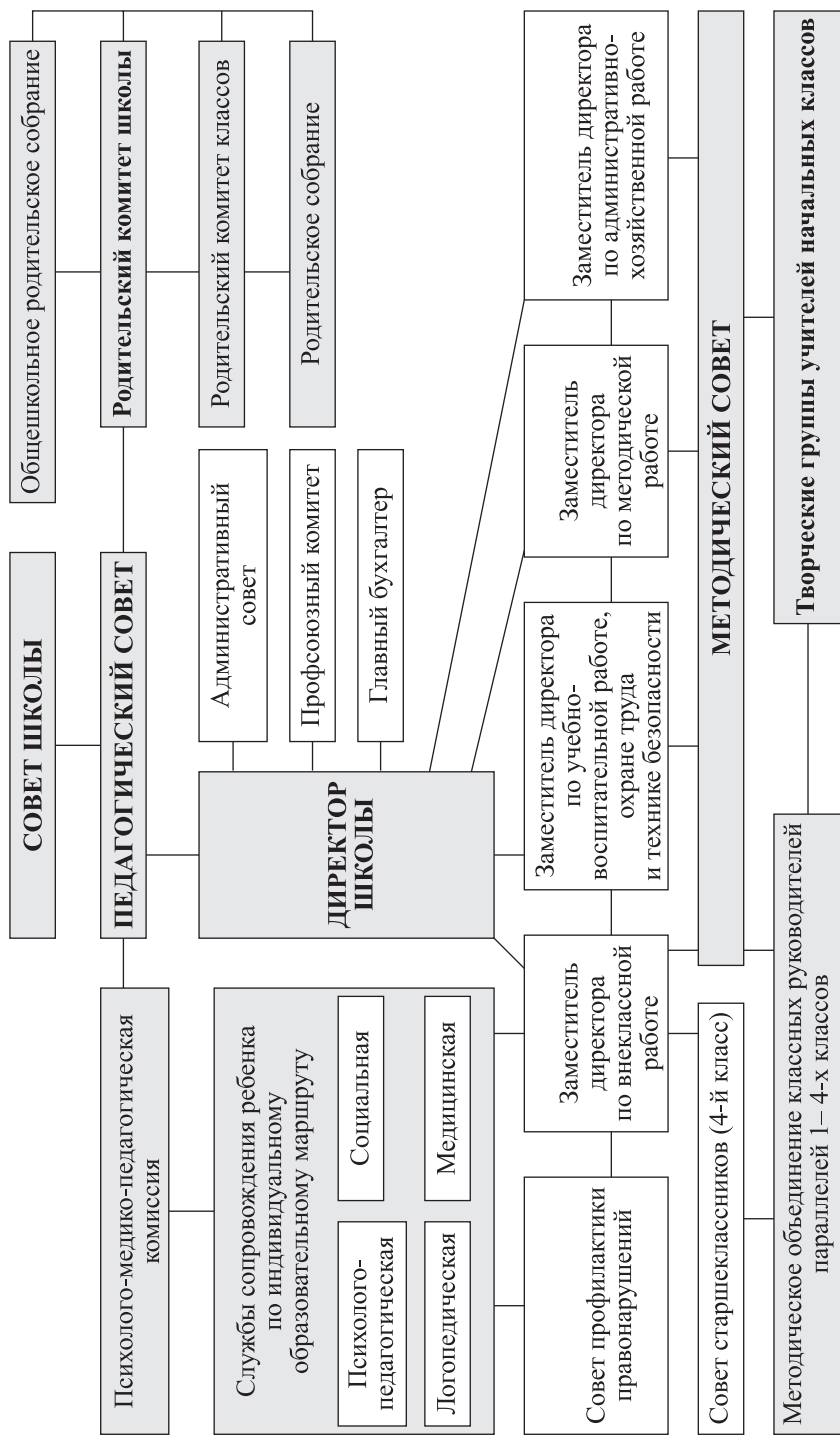 СОВЕТ ШКОЛЫ
Общешкольное родительское собрание
Психолого-медико-педагогическая
комиссия
ПЕДАГОГИЧЕСКИЙ СОВЕТ
Родительский комитет школы
Службы сопровождения ребенка
по индивидуальному
образовательному маршруту
Психолого-
педагогическая
Социальная
Логопедическая
Медицинская
ДИРЕКТОР
ШКОЛЫ
Административный
совет
Профсоюзный комитет
Главный бухгалтер
Родительский комитет классов
Родительское собрание
Совет профилактики
правонарушений
Заместитель
директора
по внеклассной
работе
Заместитель директора
по учебно-
воспитательной работе,
охране труда
и технике безопасности
Заместитель
директора
по методической
работе
Заместитель директора
по административно-
хозяйственной работе
Совет старшеклассников (4-й класс)
МЕТОДИЧЕСКИЙ СОВЕТ
Методическое объединение классных руководителей
параллелей 1– 4-х классов
Творческие группы учителей начальных классов